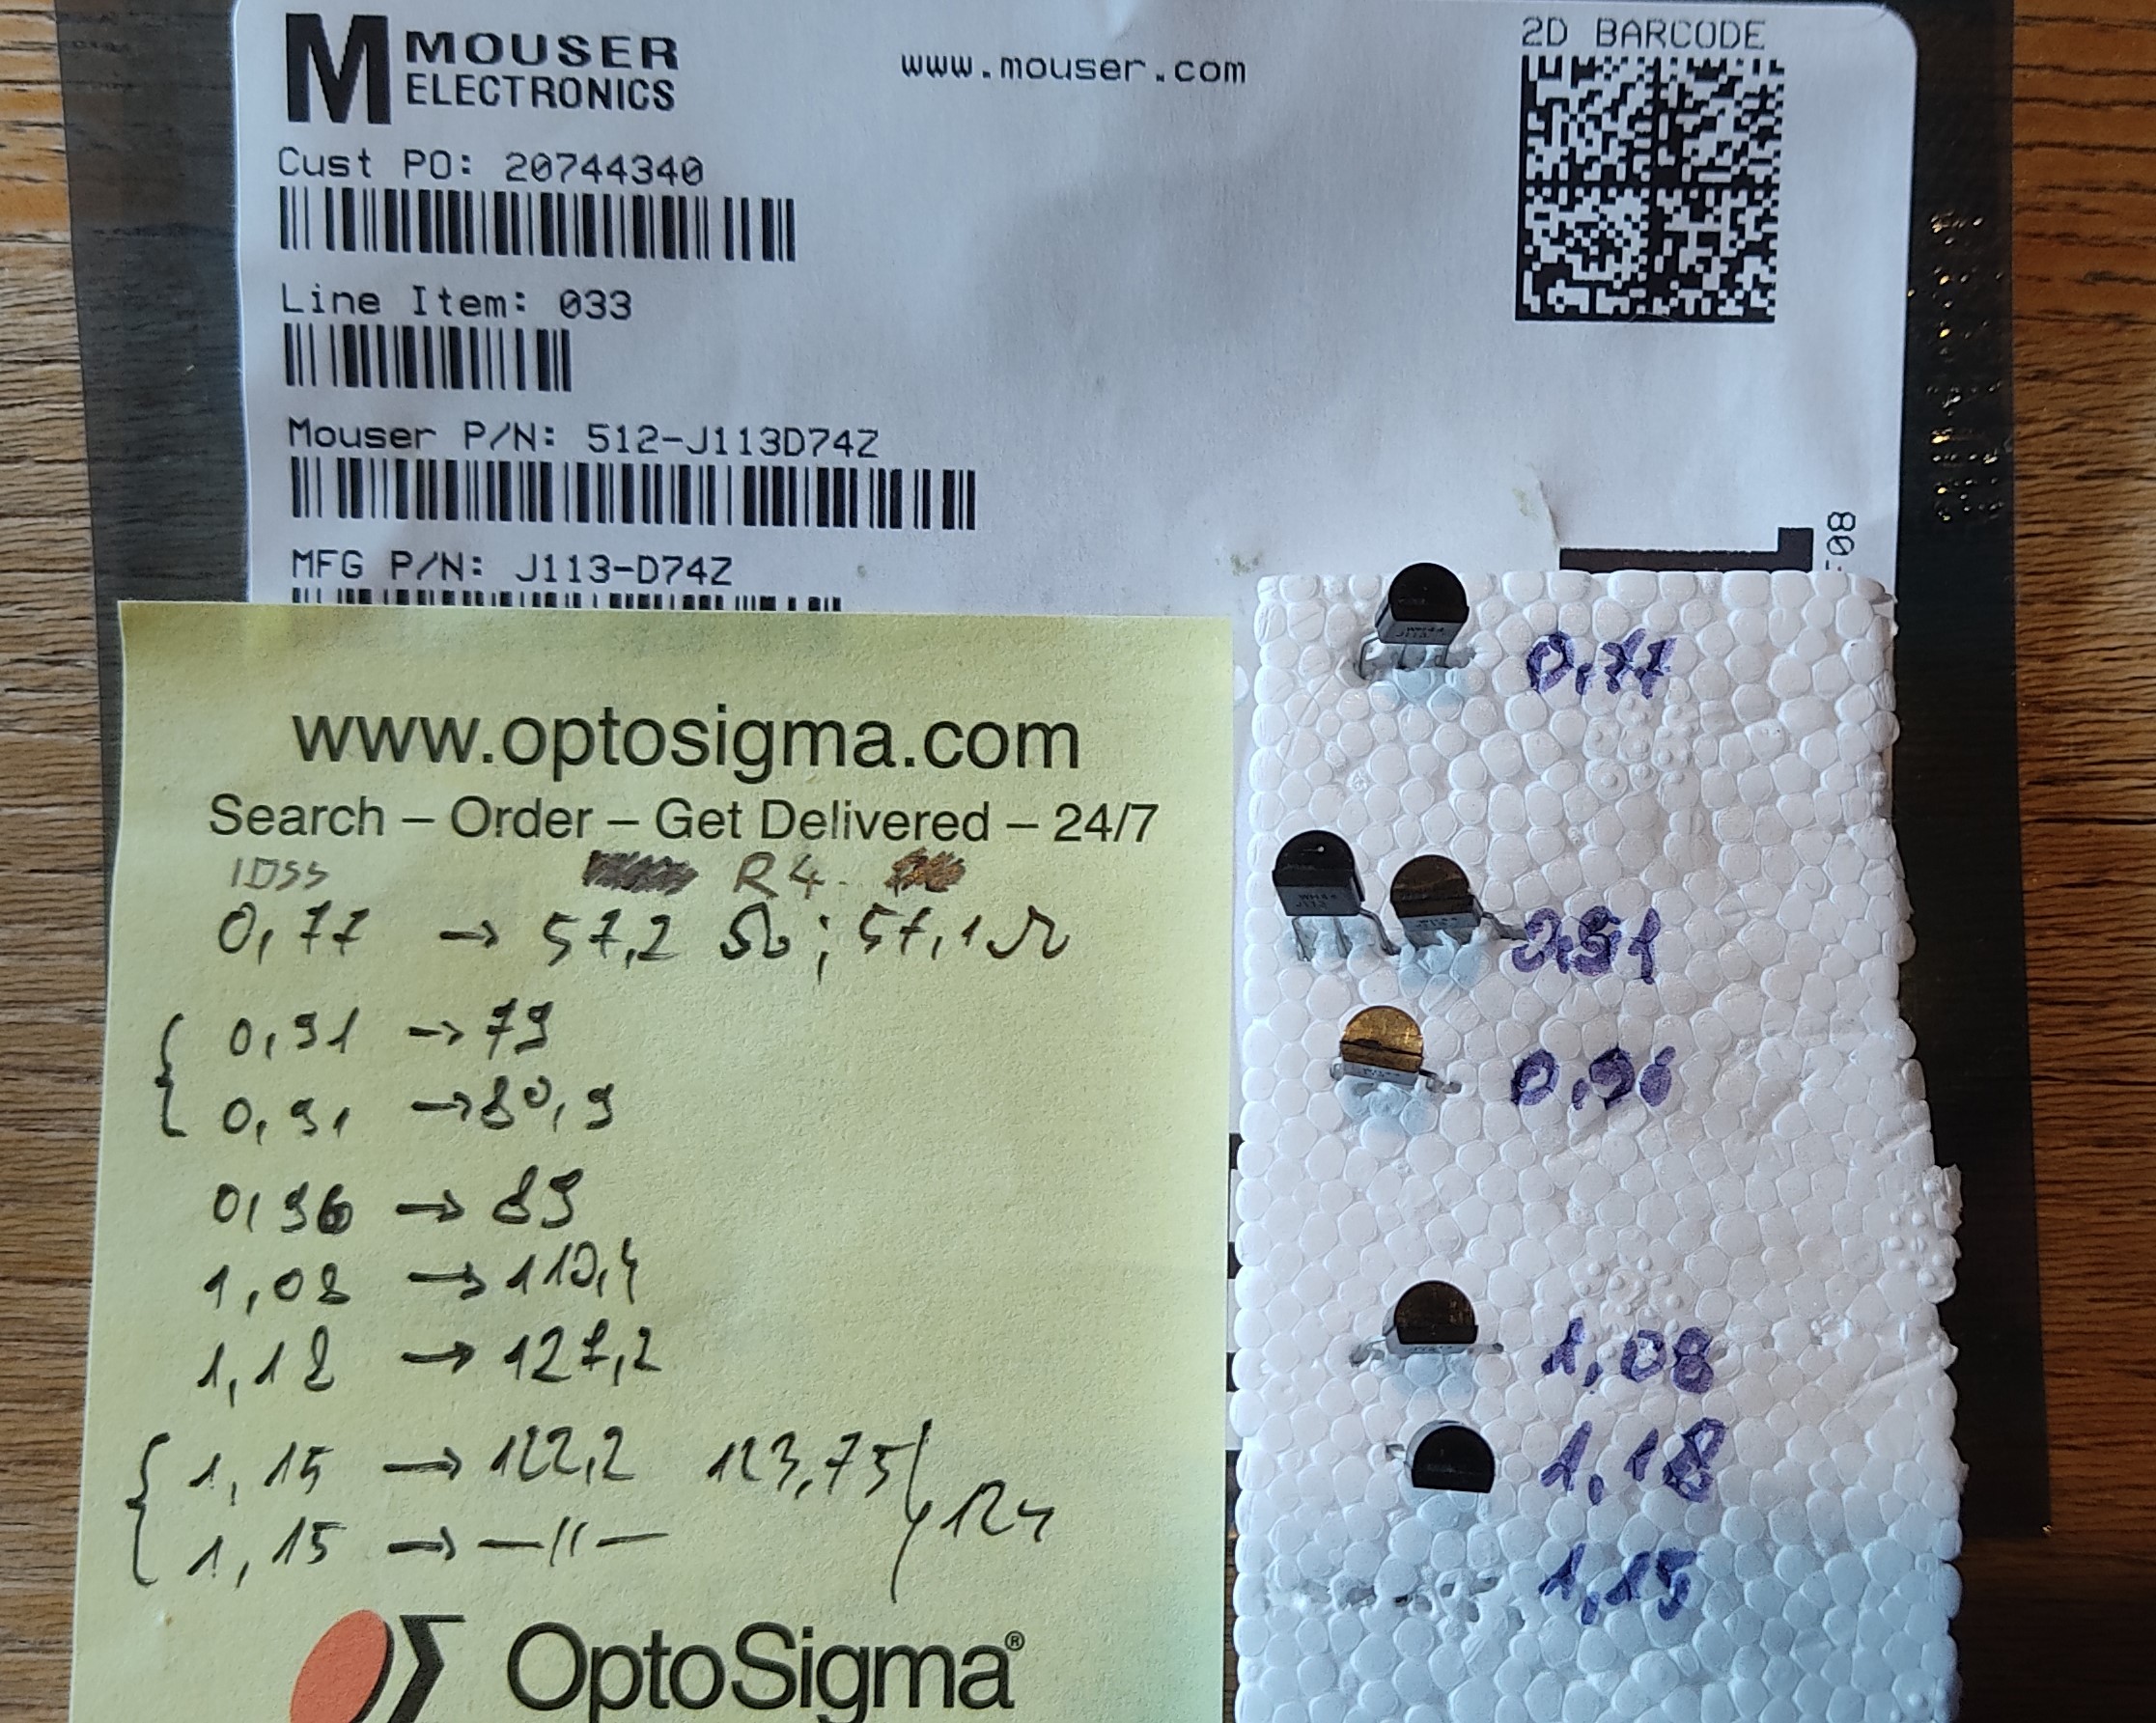 MOUSER
ELECTRONICS
www.mouser.com
2D BARCODE
Cust PO: 20744340
Line Item: 033
Mouser P/N: 512-J113D74Z
MFG P/N: J113-D74Z
08
www.optosigma.com
Search – Order – Get Delivered – 24/7
IDSS R4
0,77 → 57,2 Ω; 57,1 Ω
0,91 → 79
0,91 → 80,9
0,96 → 89
1,08 → 110,4
1,18 → 127,2
1,15 → 122,2 123,75 } R4
1,15 → —//—
OptoSigma®
0,77
0,91
0,96
1,08
1,18
1,15